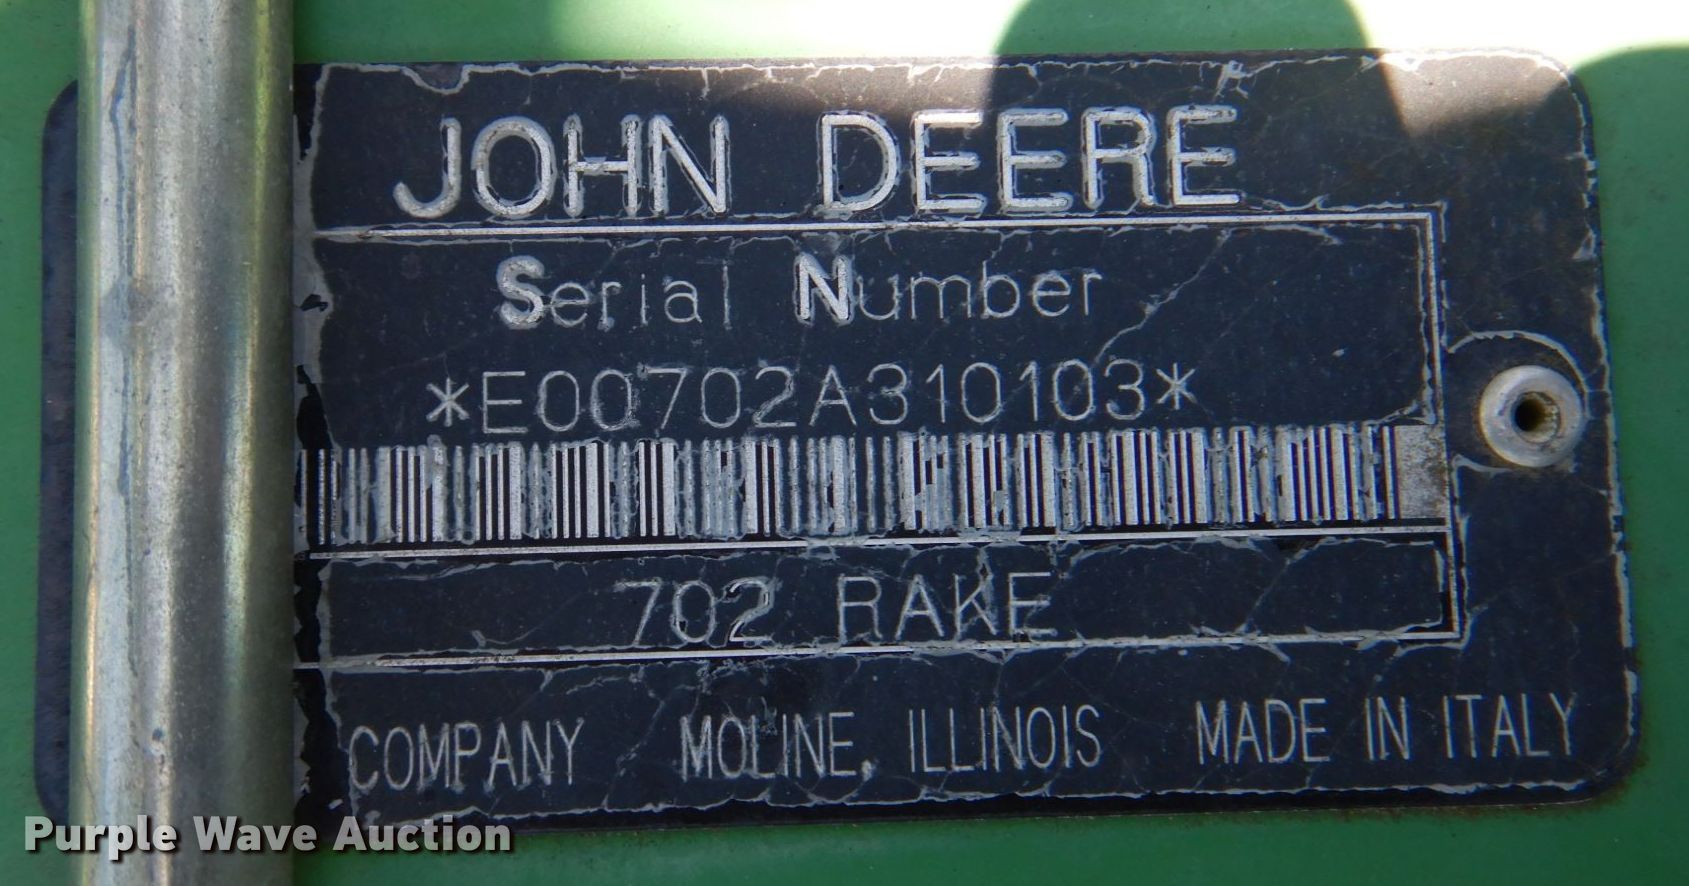 JOHN DEERE
Serial Number
*E00702A310103*
702 RAKE
COMPANY MOLINE, ILLINOIS MADE IN ITALY
Purple Wave Auction